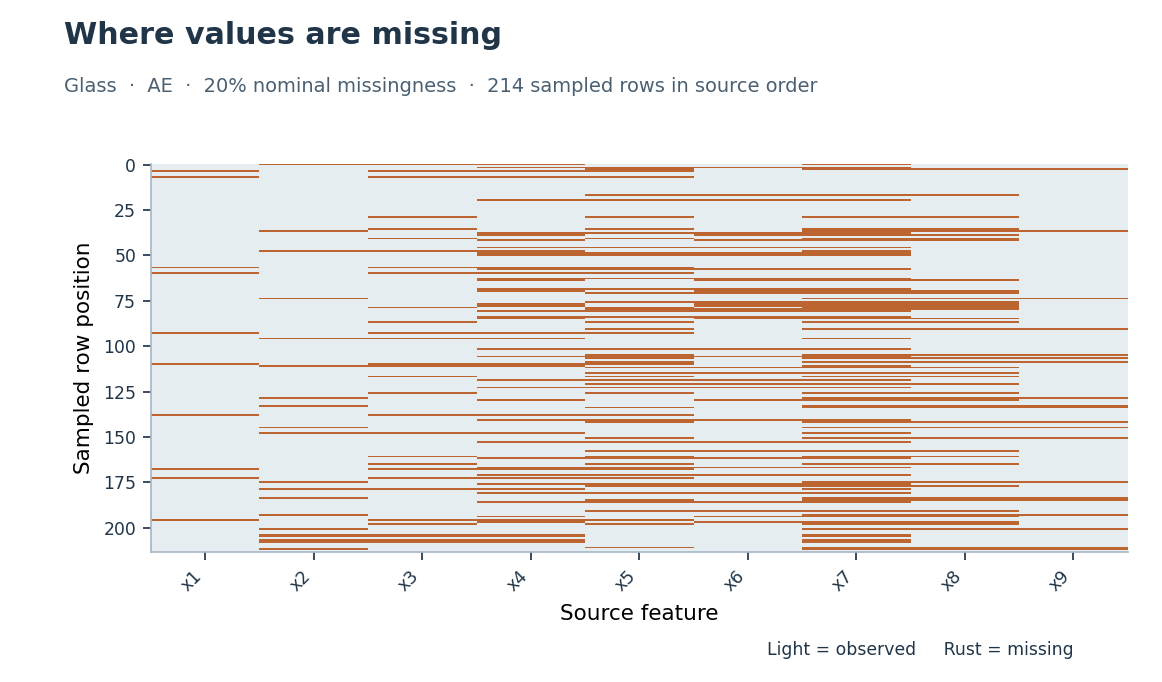 Where values are missing
Glass · AE · 20% nominal missingness · 214 sampled rows in source order
0
25
50
75
100
125
150
175
200
Sampled row position
x1 x2 x3 x4 x5 x6 x7 x8 x9
Source feature
Light = observed Rust = missing